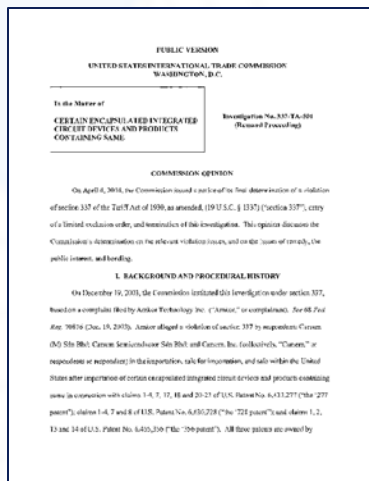 PUBLIC VERSION
UNITED STATES INTERNATIONAL TRADE COMMISSION
WASHINGTON, D.C.
In the Matter of
CERTAIN ENCAPSULATED INTEGRATED
CIRCUIT DEVICES AND PRODUCTS
CONTAINING SAME
Investigation No. 337-TA-501
(Remand Proceeding)
COMMISSION OPINION
the Commission issued a notice of its final determination of a violation
of section 337 of the Tariff Act of 1930, as amended, (19 U.S.C. § 1337) ("section 337"), entry
of a limited exclusion order, and termination of this investigation. This opinion discusses the
Commission's determination on the relevant violation issues, and on the issues of remedy, the
public interest, and bonding.
I. BACKGROUND AND PROCEDURAL HISTORY
On December 19, 2003, the Commission instituted this investigation under section 337,
based on a complaint filed by Amkor Technology Inc. ("Amkor," or complainant). See 68 Fed.
Reg. 70836 (Dec. 19, 2003). Amkor alleged a violation of section 337 by respondents Carsem
(M) Sdn Bhd; Carsem Semiconductor Sdn Bhd; and Carsem, Inc. (collectively, "Carsem," or
respondents) in the importation, sale for importation, and sale within the United
States after importation of certain encapsulated integrated circuit devices and products containing
same in connection with claims 1-4, 7, 17, 18 and 20-23 of U.S. Patent No. 6,433,277 ("the '277
patent"); claims 1-4, 7 and 8 of U.S. Patent No. 6,630,728 ("the '728 patent"); and claims 1, 2,
13 and 14 of U.S. Patent No. 6,455,356 ("the '356 patent"). All three patents are owned by